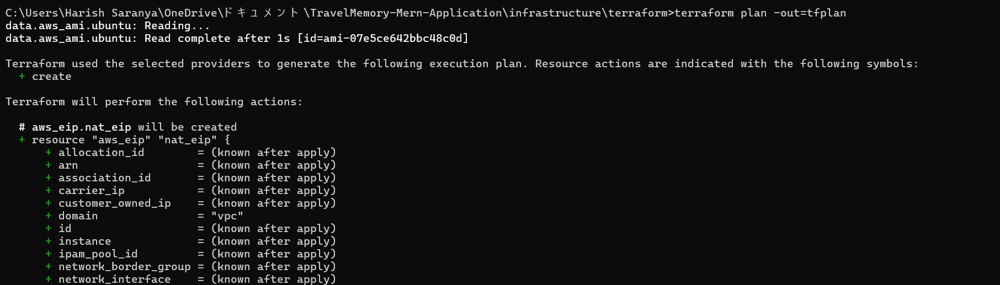 C:\Users\Harish Saranya\OneDrive\ドキュメント\TravelMemory-Mern-Application\infrastructure\terraform>terraform plan -out=tfplan
data.aws_ami.ubuntu: Reading...
data.aws_ami.ubuntu: Read complete after 1s [id=ami-07e5ce642bbc48c0d]
Terraform used the selected providers to generate the following execution plan. Resource actions are indicated with the following symbols:
  + create
Terraform will perform the following actions:
  # aws_eip.nat_eip will be created
  + resource "aws_eip" "nat_eip" {
      + allocation_id        = (known after apply)
      + arn                  = (known after apply)
      + association_id       = (known after apply)
      + carrier_ip           = (known after apply)
      + customer_owned_ip    = (known after apply)
      + domain               = "vpc"
      + id                   = (known after apply)
      + instance             = (known after apply)
      + ipam_pool_id         = (known after apply)
      + network_border_group = (known after apply)
      + network_interface    = (known after apply)